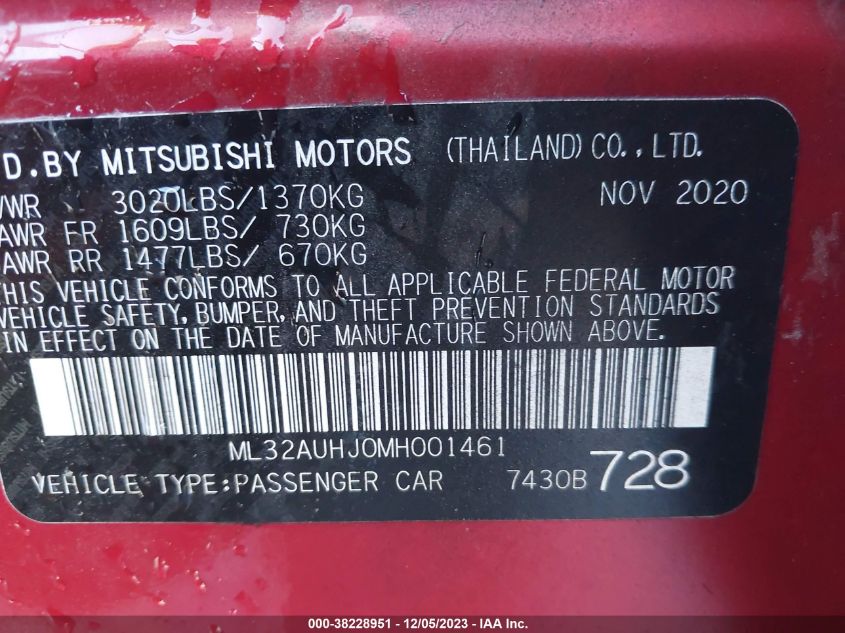 D.BY MITSUBISHI MOTORS (THAILAND) CO., LTD.
VWR 3020LBS/1370KG NOV 2020
AWR FR 1609LBS/ 730KG
AWR RR 1477LBS/ 670KG
THIS VEHICLE CONFORMS TO ALL APPLICABLE FEDERAL MOTOR
VEHICLE SAFETY, BUMPER, AND THEFT PREVENTION STANDARDS
IN EFFECT ON THE DATE OF MANUFACTURE SHOWN ABOVE.
ML32AUHJ0MH001461
VEHICLE TYPE:PASSENGER CAR 7430B 728
000-38228951 — 12/05/2023 — IAA Inc.